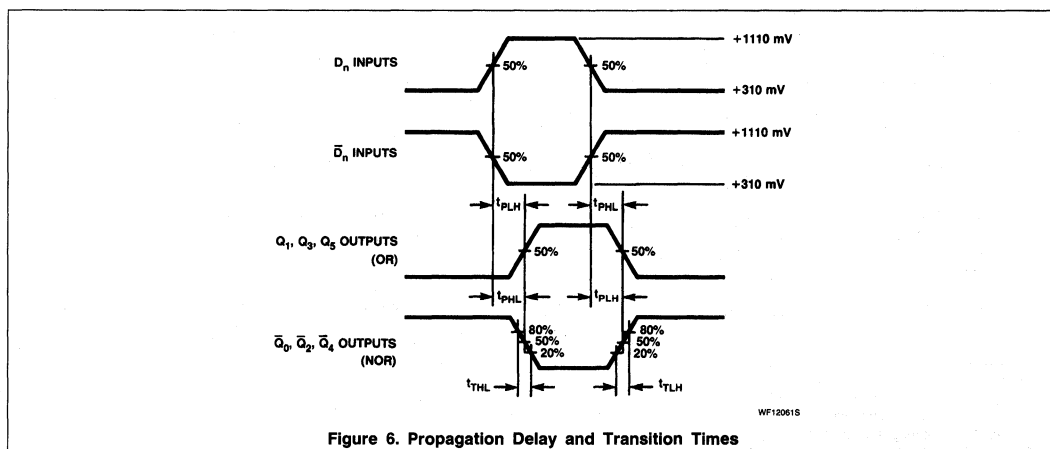 +1110 mV
Dₙ INPUTS
50%
50%
+310 mV
+1110 mV
D̄ₙ INPUTS
50%
50%
+310 mV
tPLH
tPHL
Q₁, Q₃, Q₅ OUTPUTS
(OR)
50%
50%
tPHL
tPLH
Q̄₀, Q̄₂, Q̄₄ OUTPUTS
(NOR)
80%
50%
20%
80%
50%
20%
tTHL
tTLH
WF12061S
Figure 6. Propagation Delay and Transition Times